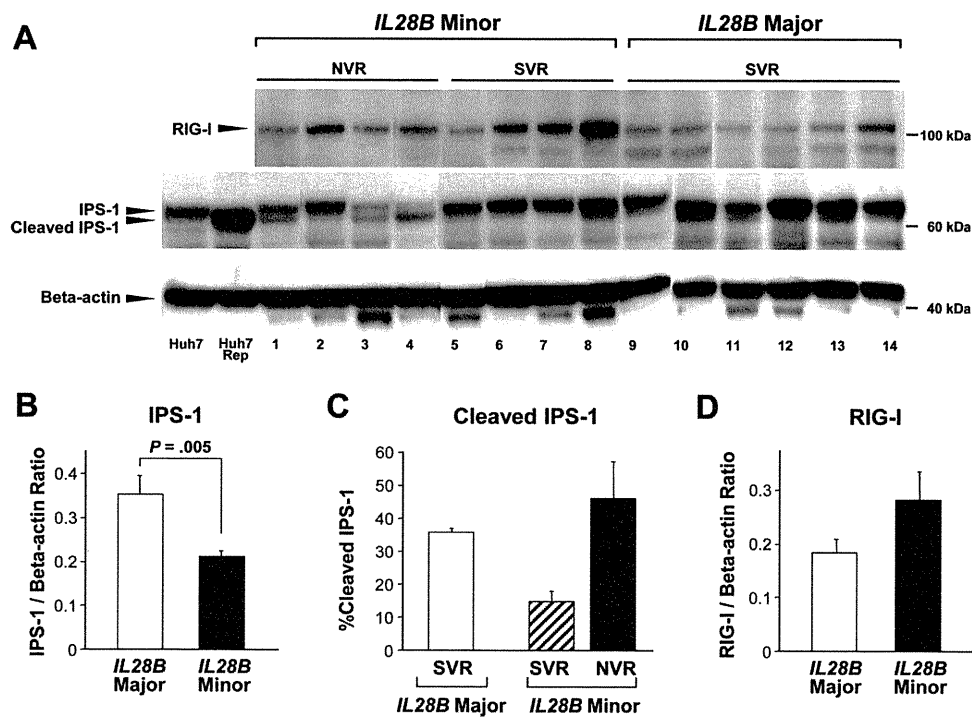 A
IL28B Minor
IL28B Major
NVR
SVR
SVR
RIG-I
100 kDa
IPS-1
Cleaved IPS-1
60 kDa
Beta-actin
40 kDa
Huh7 Huh7 Rep 1 2 3 4 5 6 7 8 9 10 11 12 13 14
B
IPS-1
P = .005
IPS-1 / Beta-actin Ratio
0.4
0.3
0.2
0.1
0
IL28B Major
IL28B Minor
C
Cleaved IPS-1
%Cleaved IPS-1
60
50
40
30
20
10
0
SVR
SVR
NVR
IL28B Major
IL28B Minor
D
RIG-I
RIG-I / Beta-actin Ratio
0.3
0.2
0.1
0
IL28B Major
IL28B Minor